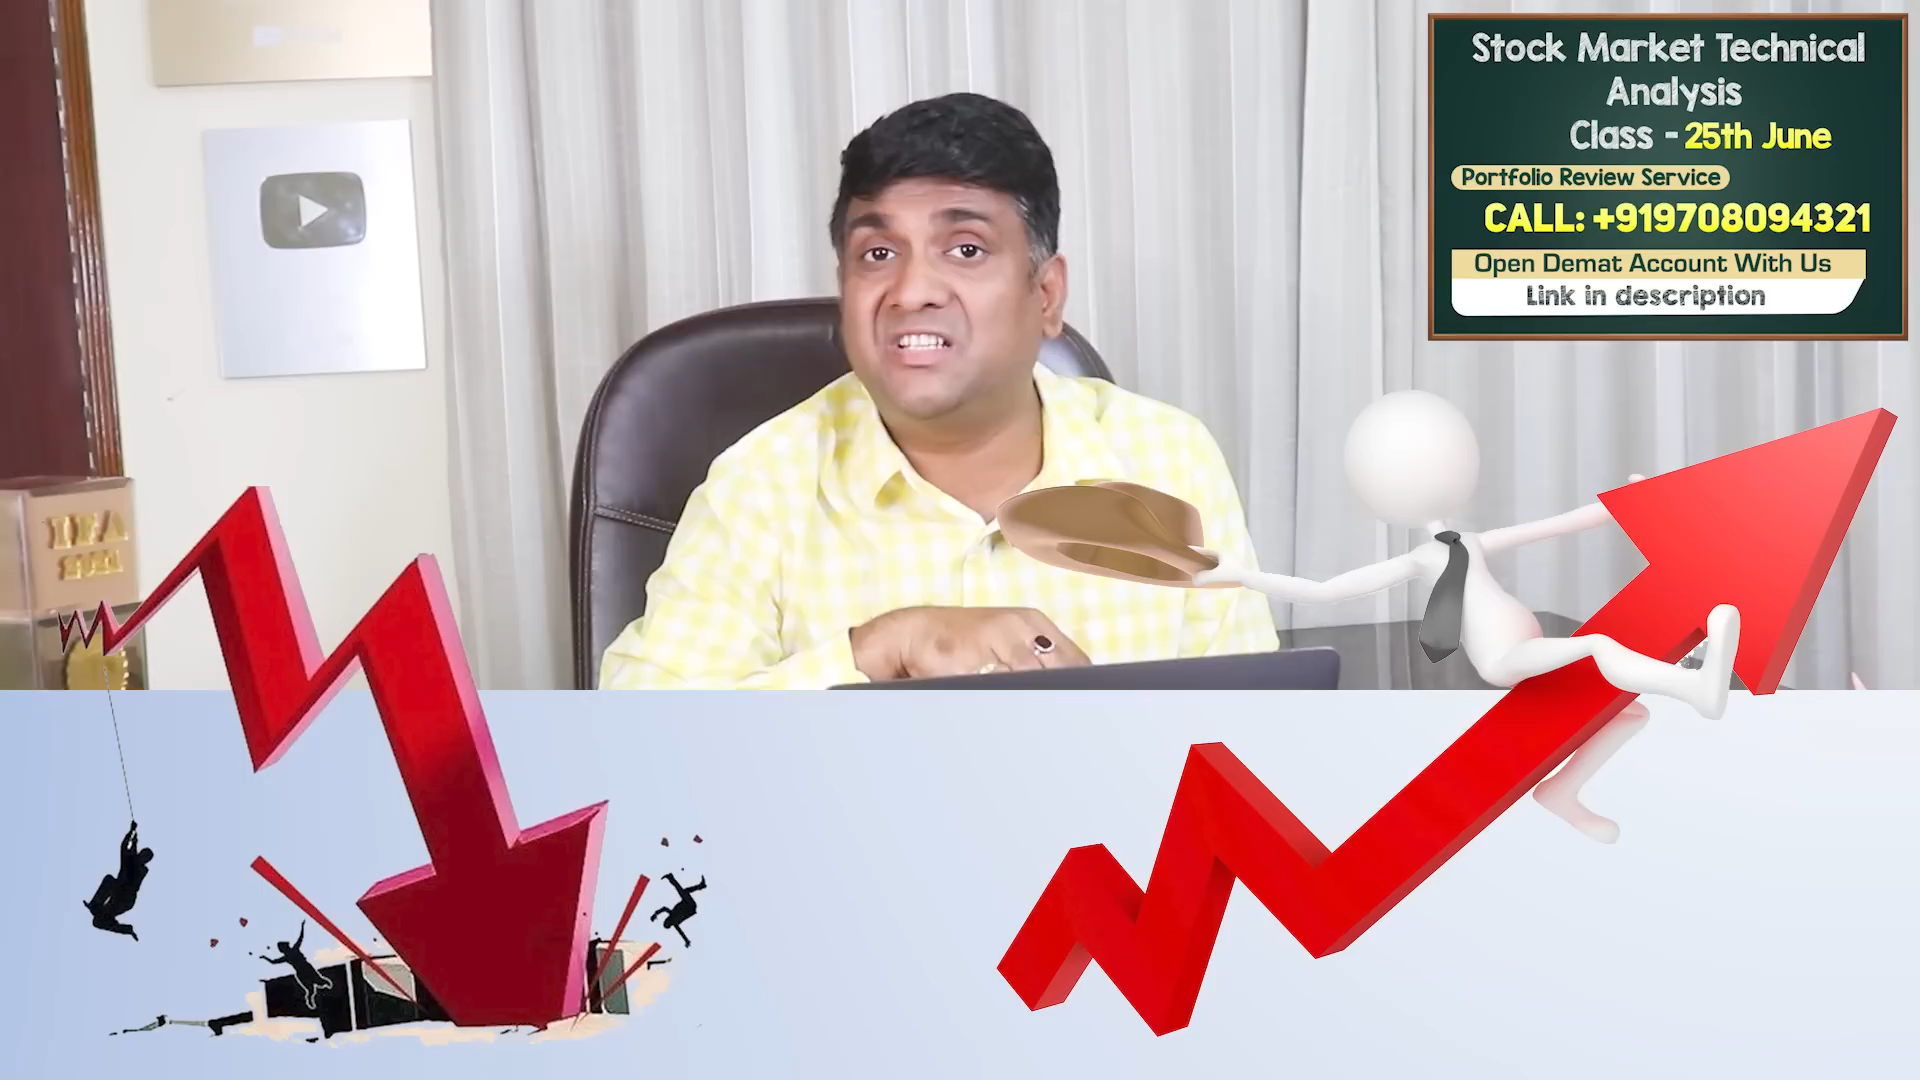 Stock Market Technical
Analysis
Class - 25th June
Portfolio Review Service
CALL: +919708094321
Open Demat Account With Us
Link in description